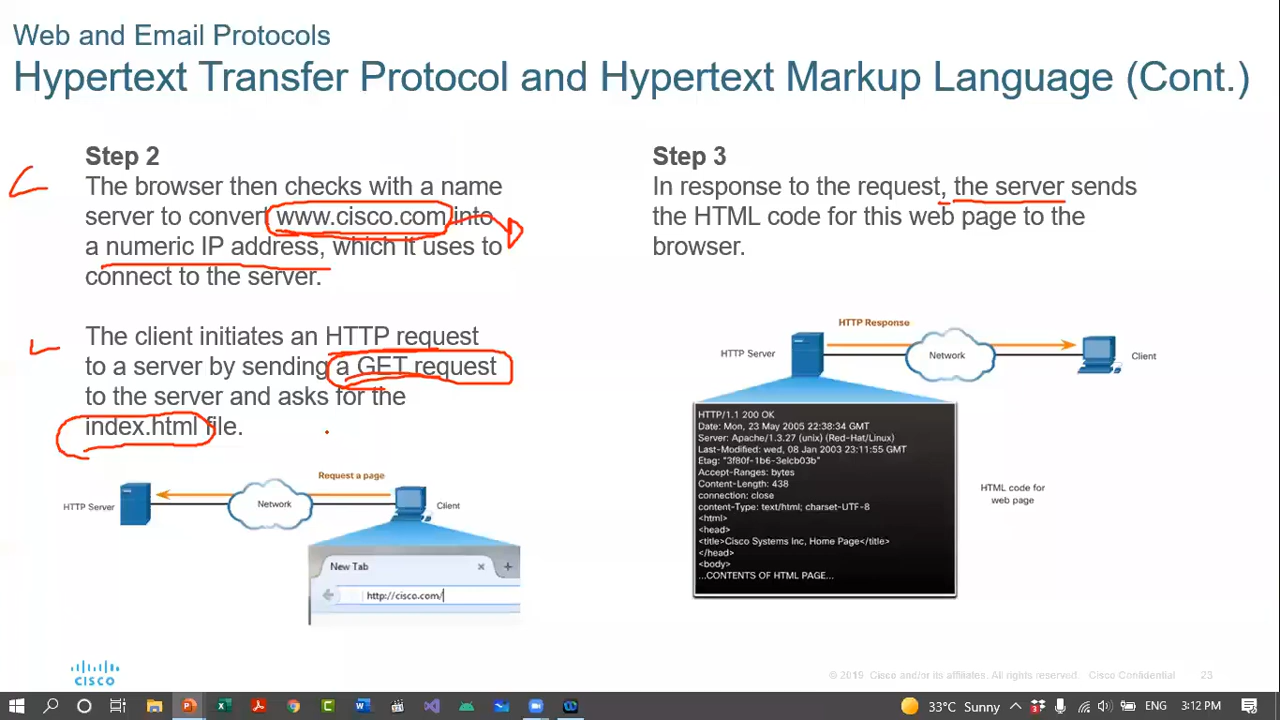 Web and Email Protocols
Hypertext Transfer Protocol and Hypertext Markup Language (Cont.)
Step 2
The browser then checks with a name
server to convert www.cisco.com into
a numeric IP address, which it uses to
connect to the server.
The client initiates an HTTP request
to a server by sending a GET request
to the server and asks for the
index.html file.
Request a page
HTTP Server
Network
Client
New Tab
http://cisco.com/
Step 3
In response to the request, the server sends
the HTML code for this web page to the
browser.
HTTP Response
HTTP Server
Network
Client
HTTP/1.1 200 OK
Date: Mon, 23 May 2005 22:38:34 GMT
Server: Apache/1.3.27 (unix) (Red-Hat/Linux)
Last-Modified: wed, 08 Jan 2003 23:11:55 GMT
Etag: "3f80f-1b6-3elcb03b"
Accept-Ranges: bytes
Content-Length: 438
connection: close
content-Type: text/html; charset-UTF-8
<html>
<head>
<title>Cisco Systems Inc, Home Page</title>
</head>
<body>
...CONTENTS OF HTML PAGE...
HTML code for
web page
CISCO
© 2019 Cisco and/or its affiliates. All rights reserved. Cisco Confidential 23
33°C Sunny
3:12 PM